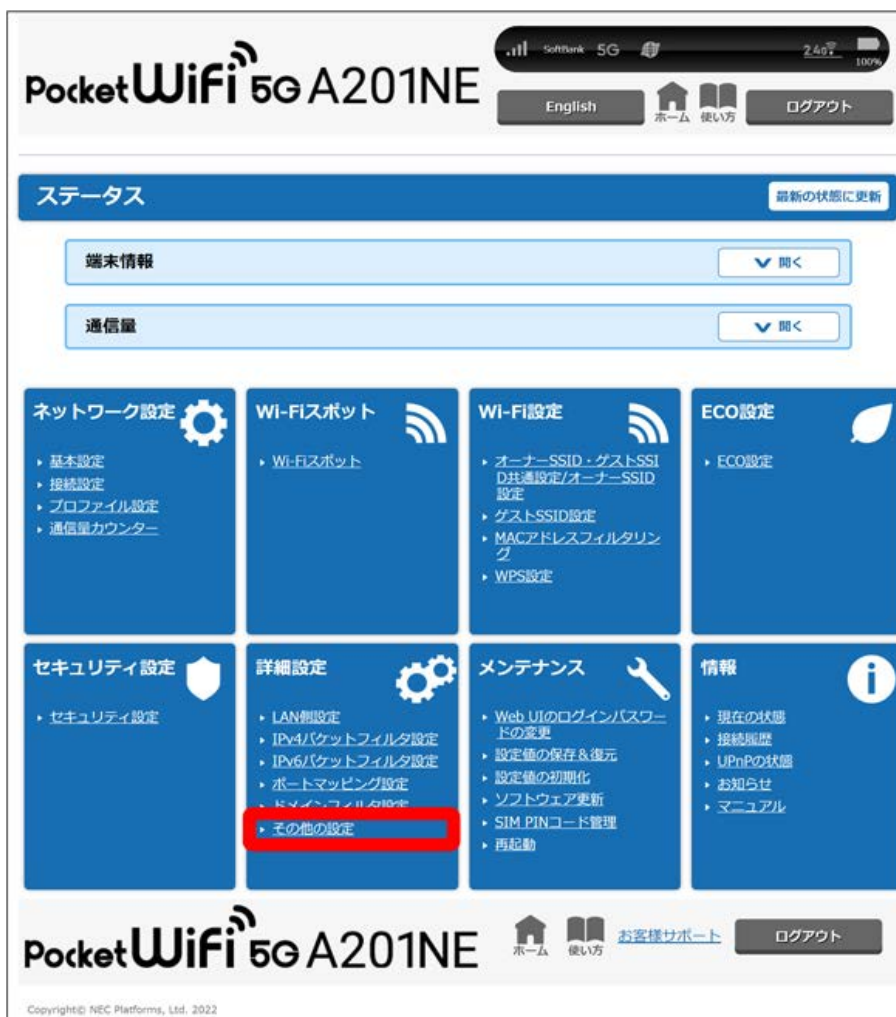 SoftBank 5G 2.4G 100%
Pocket WiFi 5G A201NE
English ホーム 使い方 ログアウト
ステータス 最新の状態に更新
端末情報 開く
通信量 開く
ネットワーク設定
基本設定
接続設定
プロファイル設定
通信量カウンター
Wi-Fiスポット
Wi-Fiスポット
Wi-Fi設定
オーナーSSID・ゲストSSI
D共通設定/オーナーSSID
設定
ゲストSSID設定
MACアドレスフィルタリン
グ
WPS設定
ECO設定
ECO設定
セキュリティ設定
セキュリティ設定
詳細設定
LAN側設定
IPv4パケットフィルタ設定
IPv6パケットフィルタ設定
ポートマッピング設定
ドメインフィルタ設定
その他の設定
メンテナンス
Web UIのログインパスワー
ドの変更
設定値の保存&復元
設定値の初期化
ソフトウェア更新
SIM PINコード管理
再起動
情報
現在の状態
接続履歴
UPnPの状態
お知らせ
マニュアル
Pocket WiFi 5G A201NE
ホーム 使い方 お客様サポート ログアウト
Copyright© NEC Platforms, Ltd. 2022